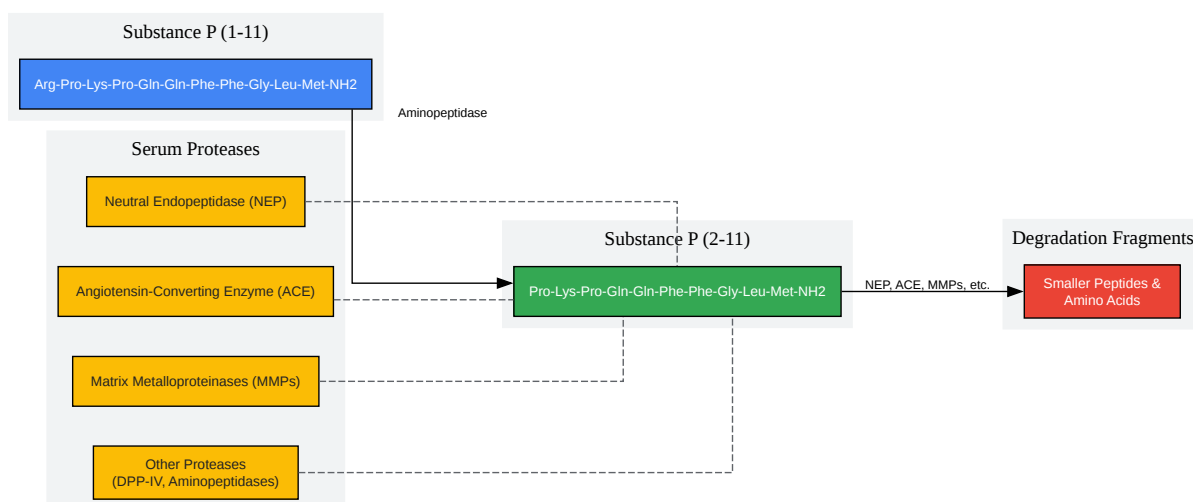 Substance P (1-11)
Arg-Pro-Lys-Pro-Gln-Gln-Phe-Phe-Gly-Leu-Met-NH2
Aminopeptidase
Serum Proteases
Neutral Endopeptidase (NEP)
Angiotensin-Converting Enzyme (ACE)
Matrix Metalloproteinases (MMPs)
Other Proteases
(DPP-IV, Aminopeptidases)
Substance P (2-11)
Pro-Lys-Pro-Gln-Gln-Phe-Phe-Gly-Leu-Met-NH2
NEP, ACE, MMPs, etc.
Degradation Fragments
Smaller Peptides &
Amino Acids